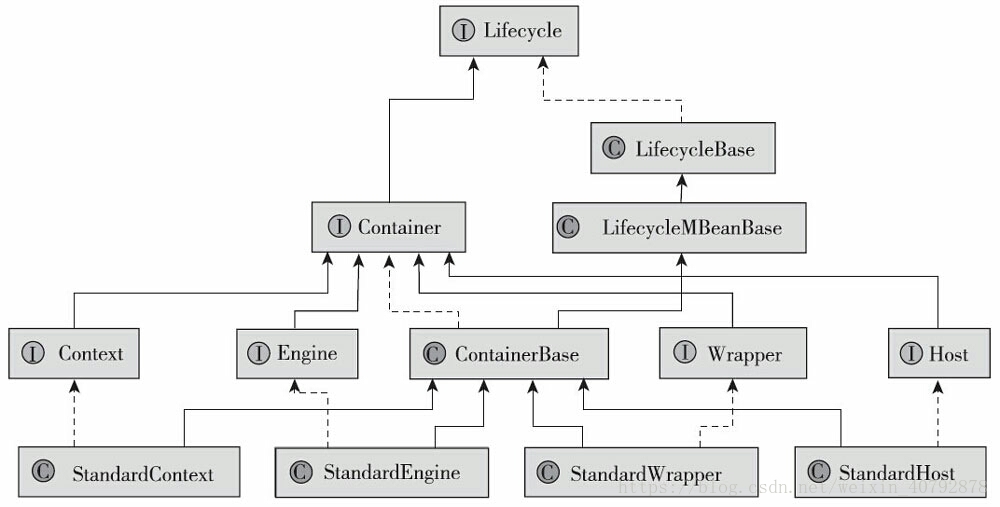 I Lifecycle
C LifecycleBase
I Container
C LifecycleMBeanBase
I Context
I Engine
C ContainerBase
I Wrapper
I Host
C StandardContext
C StandardEngine
C StandardWrapper
C StandardHost
https://blog.csdn.net/weixin_40792878